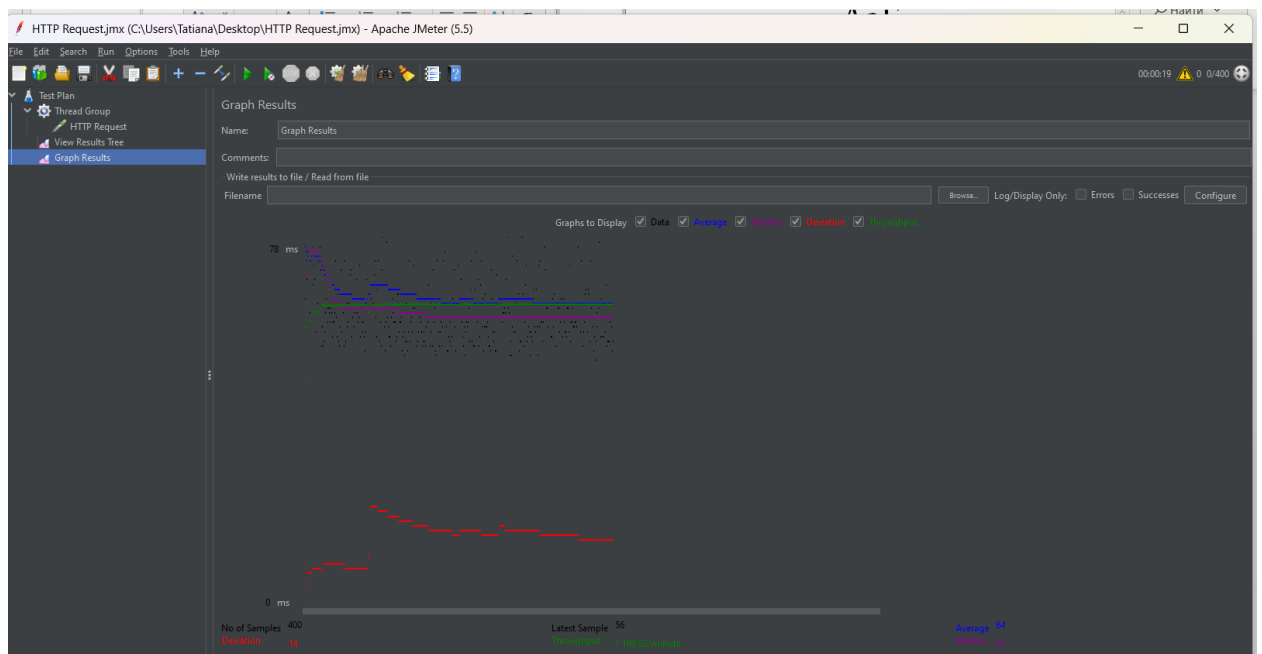 Найти
HTTP Request.jmx (C:\Users\Tatiana\Desktop\HTTP Request.jmx) - Apache JMeter (5.5)
File Edit Search Run Options Tools Help
00:00:19 0 0/400
Test Plan
Thread Group
HTTP Request
View Results Tree
Graph Results
Graph Results
Name: Graph Results
Comments:
Write results to file / Read from file
Filename Browse... Log/Display Only: Errors Successes Configure
Graphs to Display Data Average Median Deviation Throughput
78 ms
0 ms
No of Samples 400 Latest Sample 56 Average 64
Deviation 14 Throughput Median